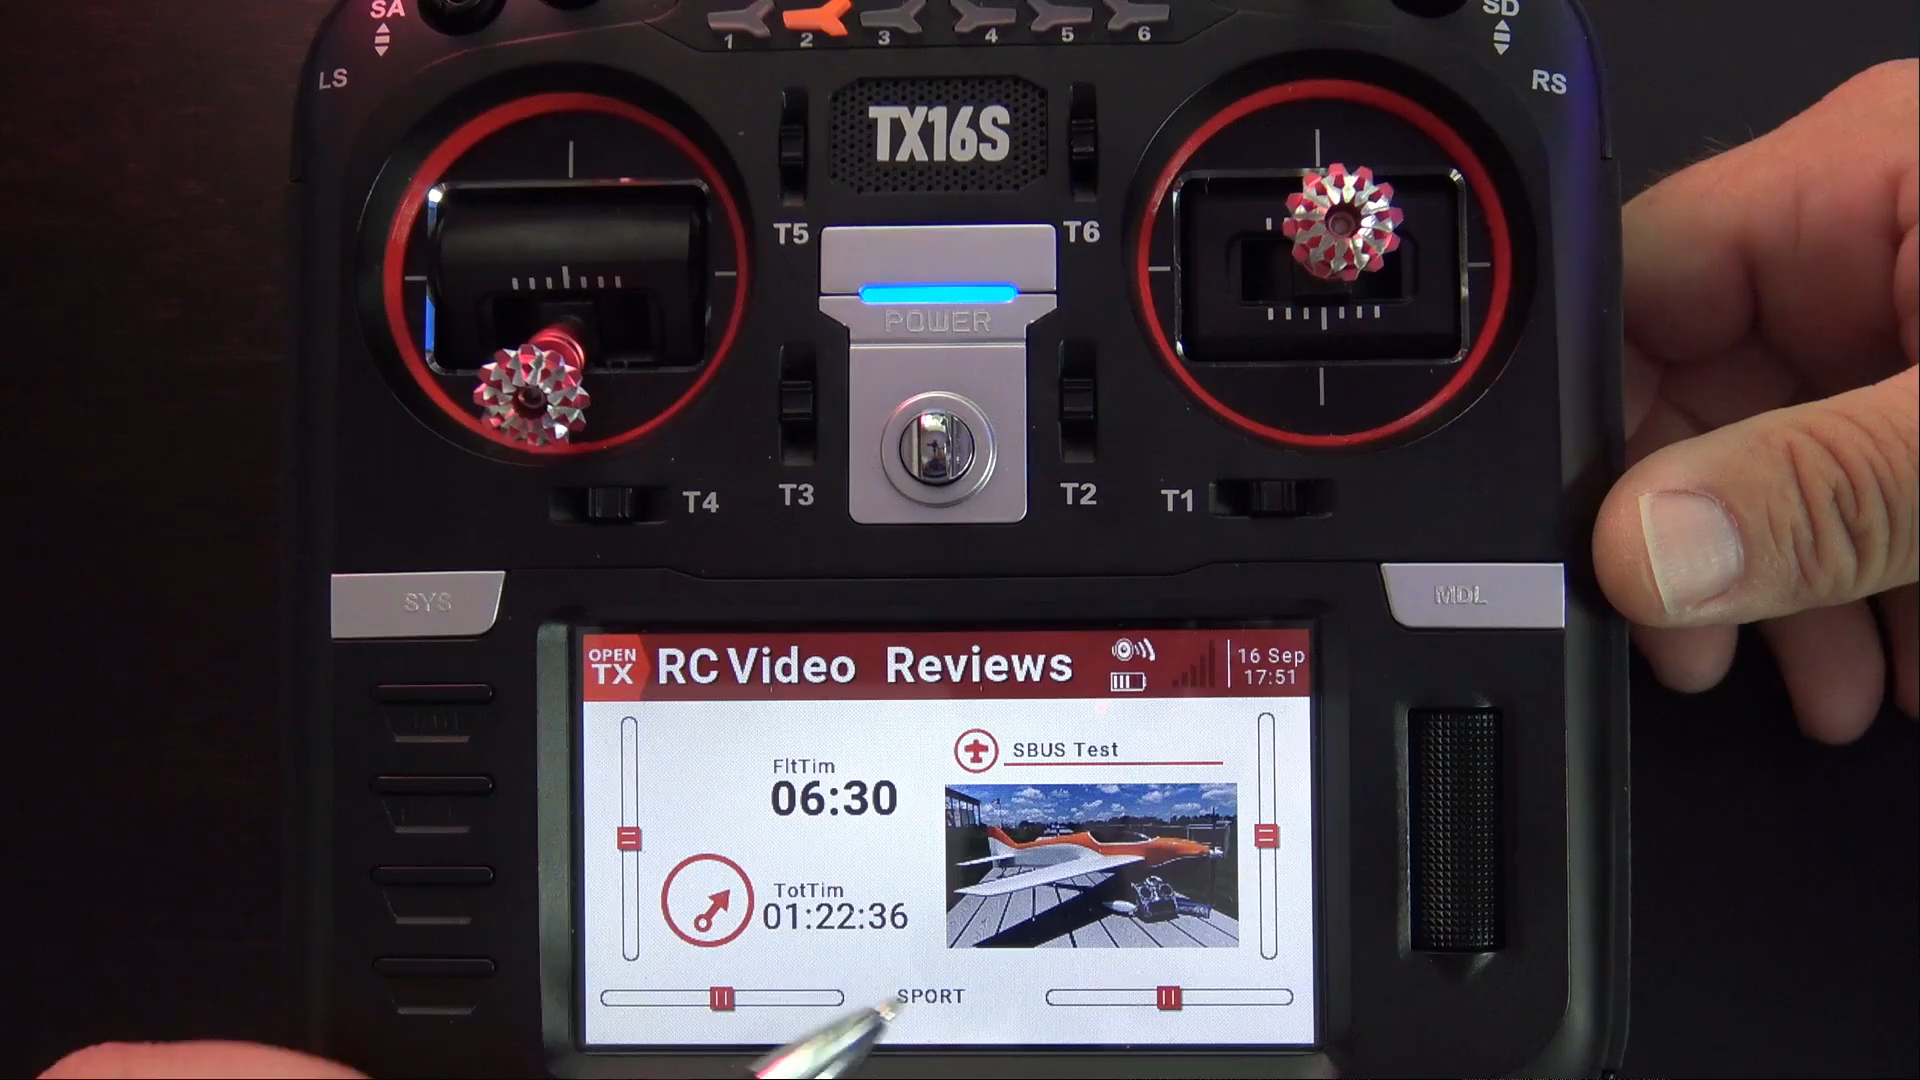 SA
SD
1 2 3 4 5 6
LS
RS
TX16S
T5
T6
POWER
T4
T3
T2
T1
SYS
MDL
OPEN
TX
RC Video Reviews
16 Sep
17:51
FltTim
06:30
SBUS Test
TotTim
01:22:36
SPORT